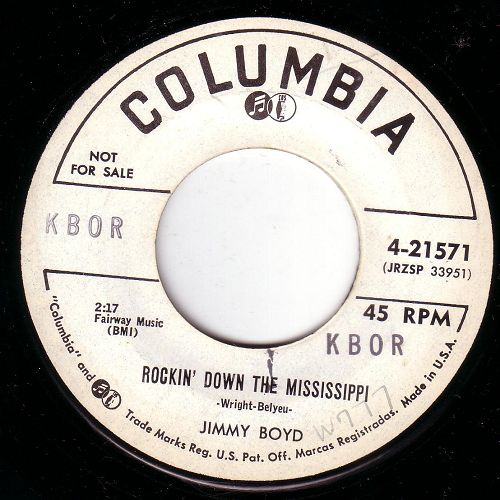 COLUMBIA
NOT
FOR SALE
KBOR
4-21571
(JRZSP 33951)
2:17
Fairway Music
(BMI)
45 RPM
KBOR
ROCKIN' DOWN THE MISSISSIPPI
-Wright-Belyeu-
JIMMY BOYD
"Columbia" and Trade Marks Reg. U.S. Pat. Off. Marcas Registradas. Made in U.S.A.